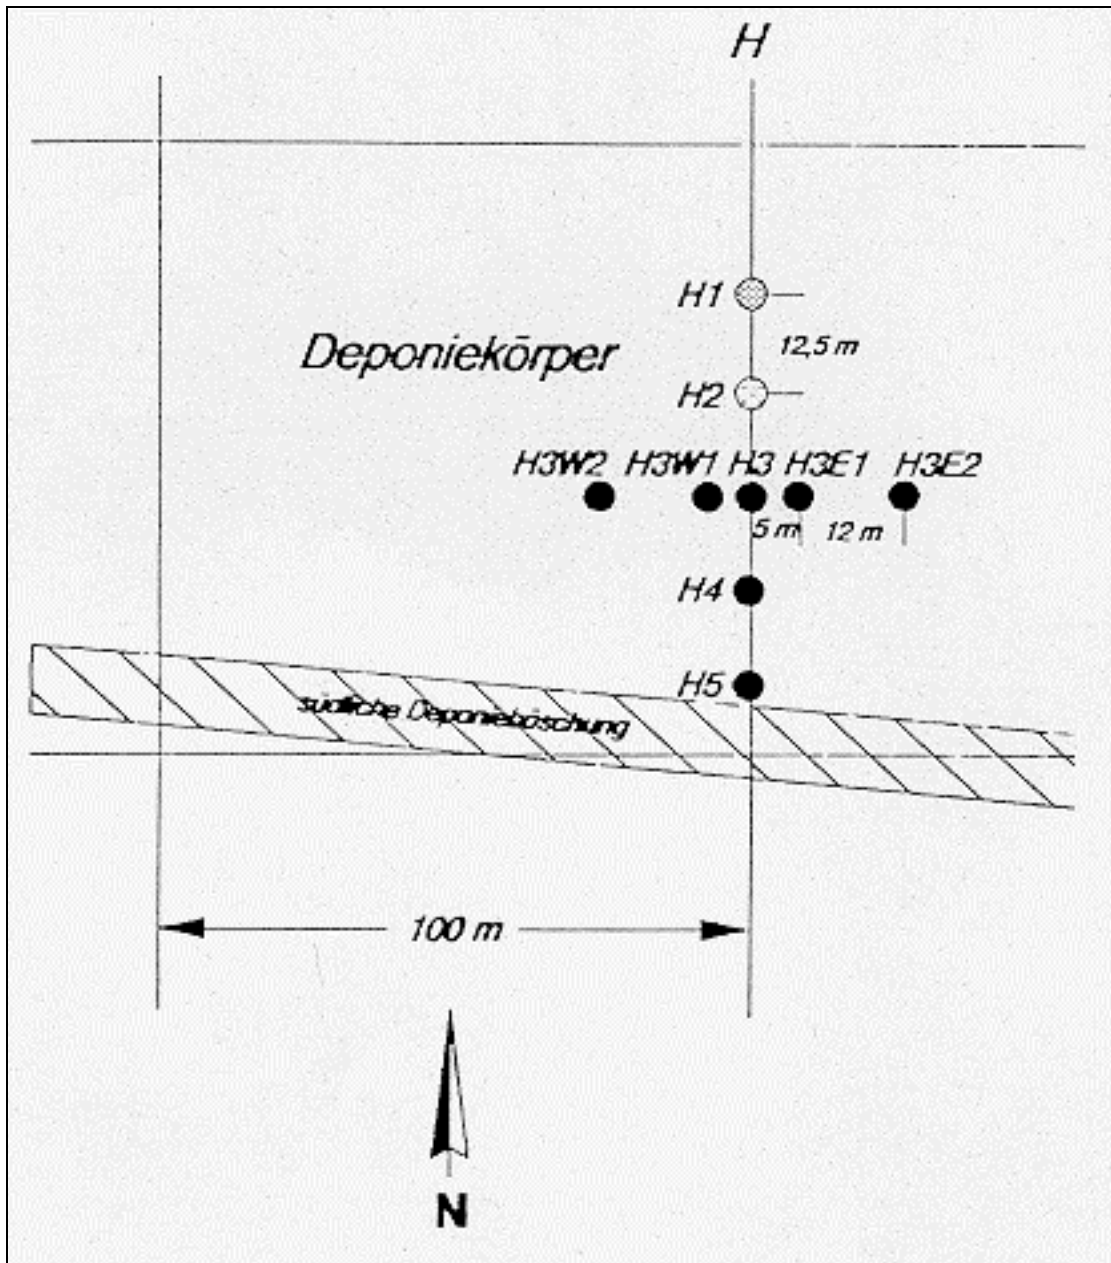 H
H1
12,5 m
Deponiekörper
H2
H3W2 H3W1 H3 H3E1 H3E2
5 m 12 m
H4
H5
südliche Deponieböschung
100 m
N